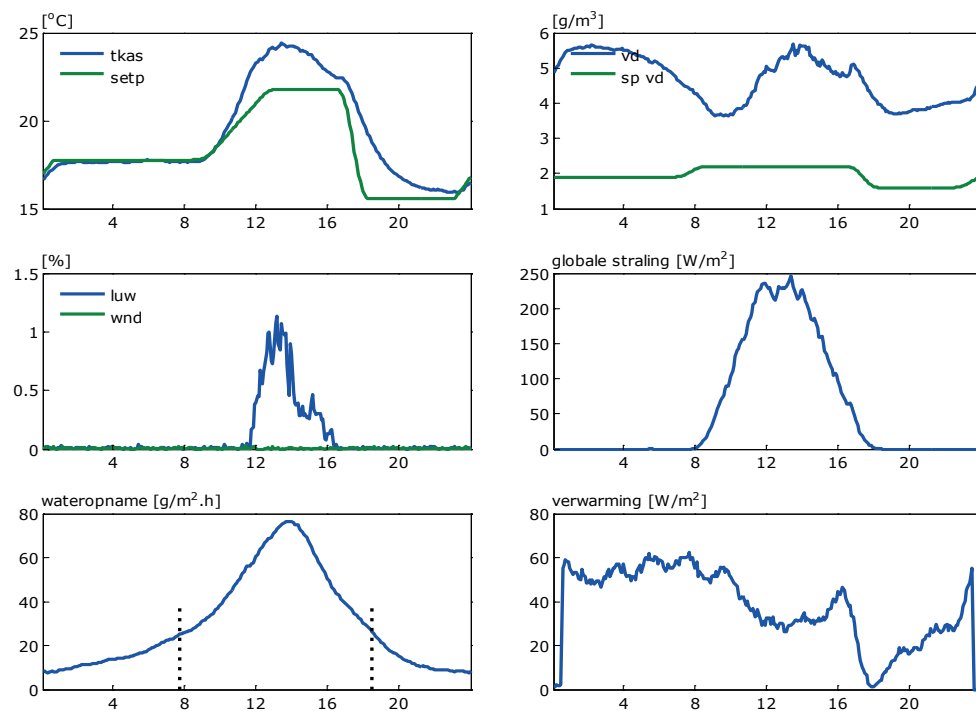 [°C]
25
20
15
tkas
setp
4 8 12 16 20
[g/m³]
6
5
4
3
2
1
vd
sp vd
4 8 12 16 20
[%]
1.5
1
0.5
0
luw
wnd
4 8 12 16 20
globale straling [W/m²]
250
200
150
100
50
0
4 8 12 16 20
wateropname [g/m².h]
80
60
40
20
0
4 8 12 16 20
verwarming [W/m²]
80
60
40
20
0
4 8 12 16 20